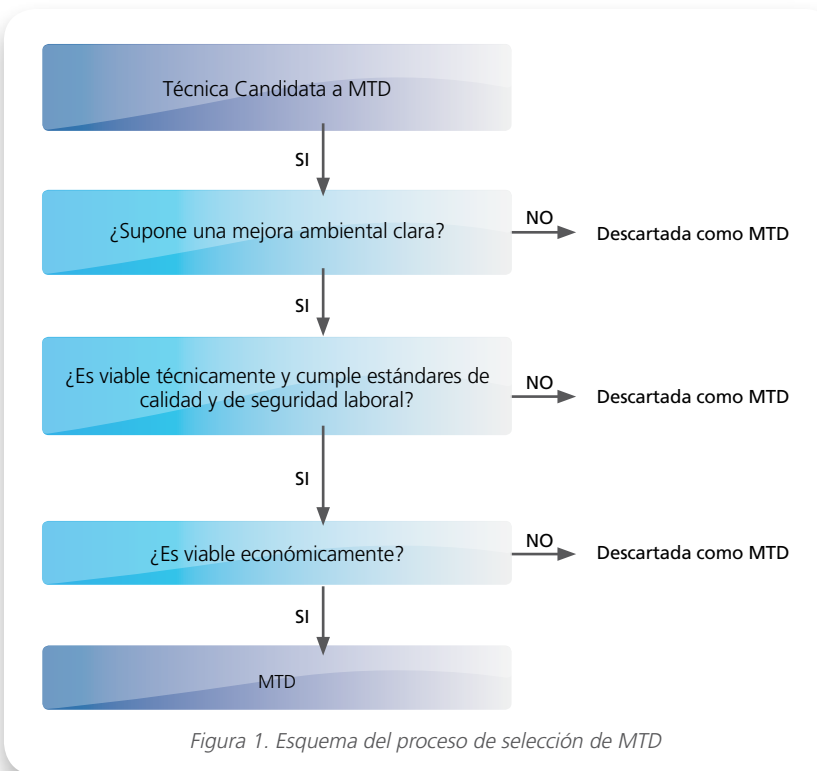 Técnica Candidata a MTD
SI
¿Supone una mejora ambiental clara?
NO
Descartada como MTD
SI
¿Es viable técnicamente y cumple estándares de
calidad y de seguridad laboral?
NO
Descartada como MTD
SI
¿Es viable económicamente?
NO
Descartada como MTD
SI
MTD
Figura 1. Esquema del proceso de selección de MTD